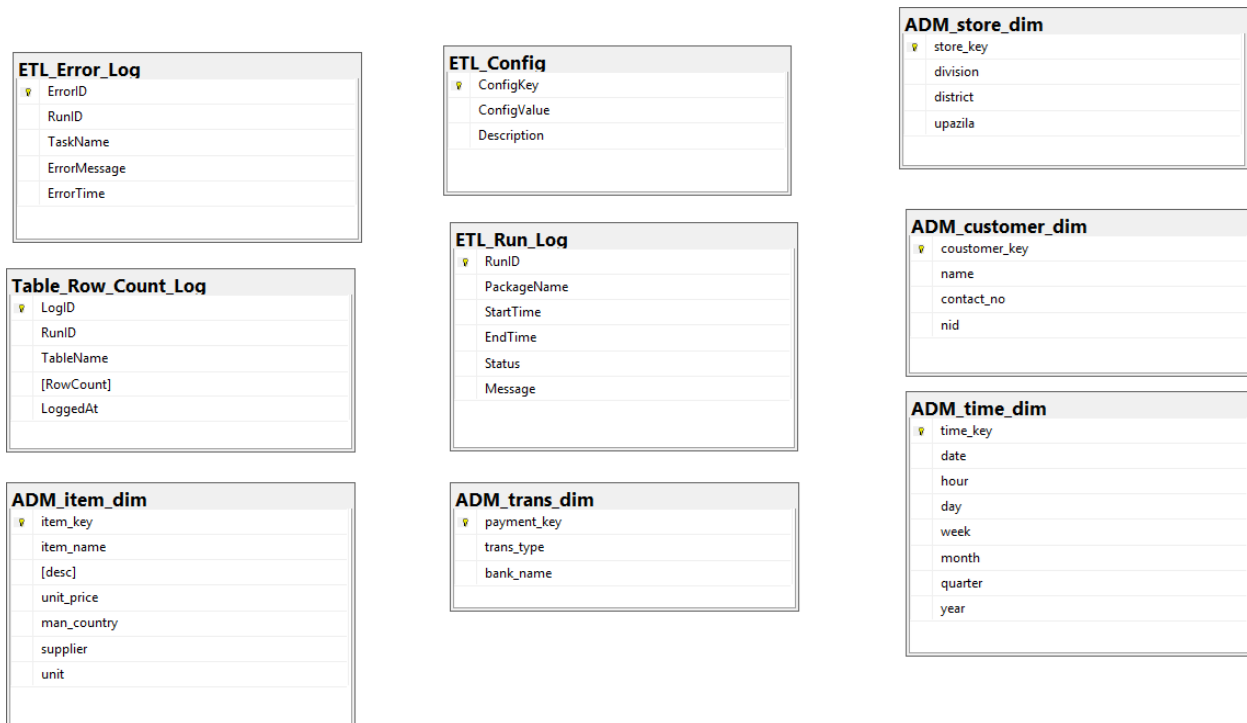 ETL_Error_Log
ErrorID
RunID
TaskName
ErrorMessage
ErrorTime
Table_Row_Count_Log
LogID
RunID
TableName
[RowCount]
LoggedAt
ADM_item_dim
item_key
item_name
[desc]
unit_price
man_country
supplier
unit
ETL_Config
ConfigKey
ConfigValue
Description
ETL_Run_Log
RunID
PackageName
StartTime
EndTime
Status
Message
ADM_trans_dim
payment_key
trans_type
bank_name
ADM_store_dim
store_key
division
district
upazila
ADM_customer_dim
coustomer_key
name
contact_no
nid
ADM_time_dim
time_key
date
hour
day
week
month
quarter
year